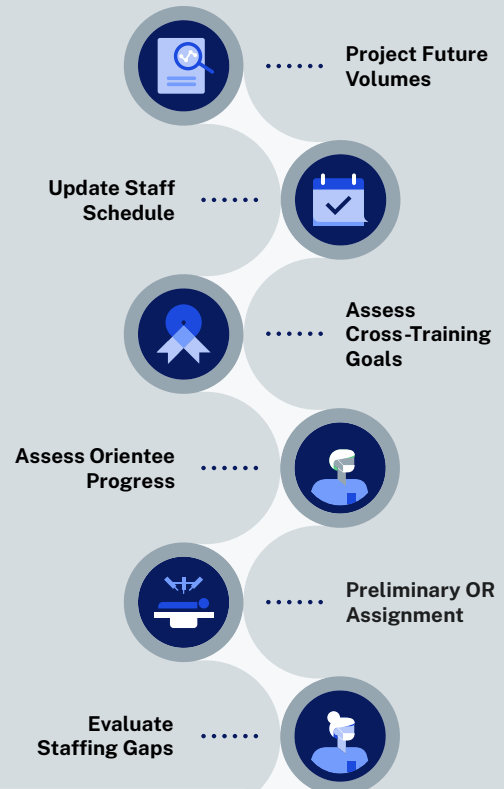 Project Future
Volumes
Update Staff
Schedule
Assess
Cross-Training
Goals
Assess Orientee
Progress
Preliminary OR
Assignment
Evaluate
Staffing Gaps